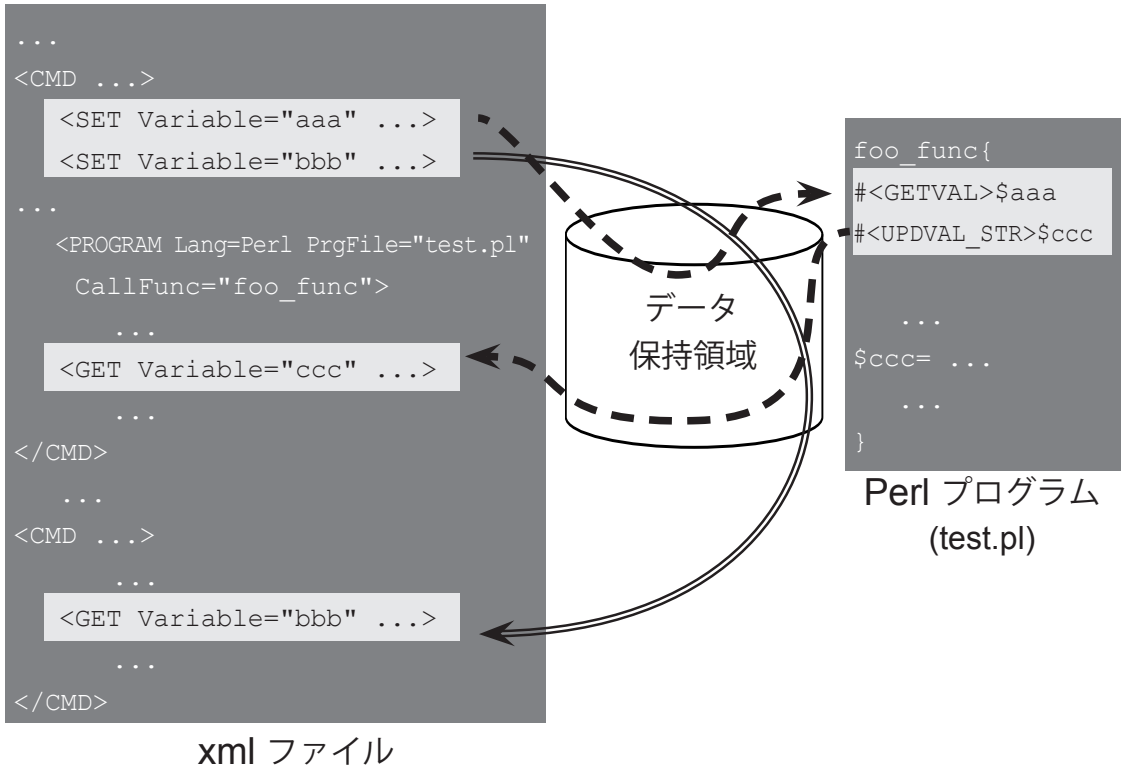 ...
<CMD ...>
<SET Variable="aaa" ...>
<SET Variable="bbb" ...>
...
<PROGRAM Lang=Perl PrgFile="test.pl"
CallFunc="foo_func">
...
<GET Variable="ccc" ...>
...
</CMD>
...
<CMD ...>
...
<GET Variable="bbb" ...>
...
</CMD>
xml ファイル
データ
保持領域
foo_func{
#<GETVAL>$aaa
#<UPDVAL_STR>$ccc
...
$ccc= ...
...
}
Perl プログラム
(test.pl)